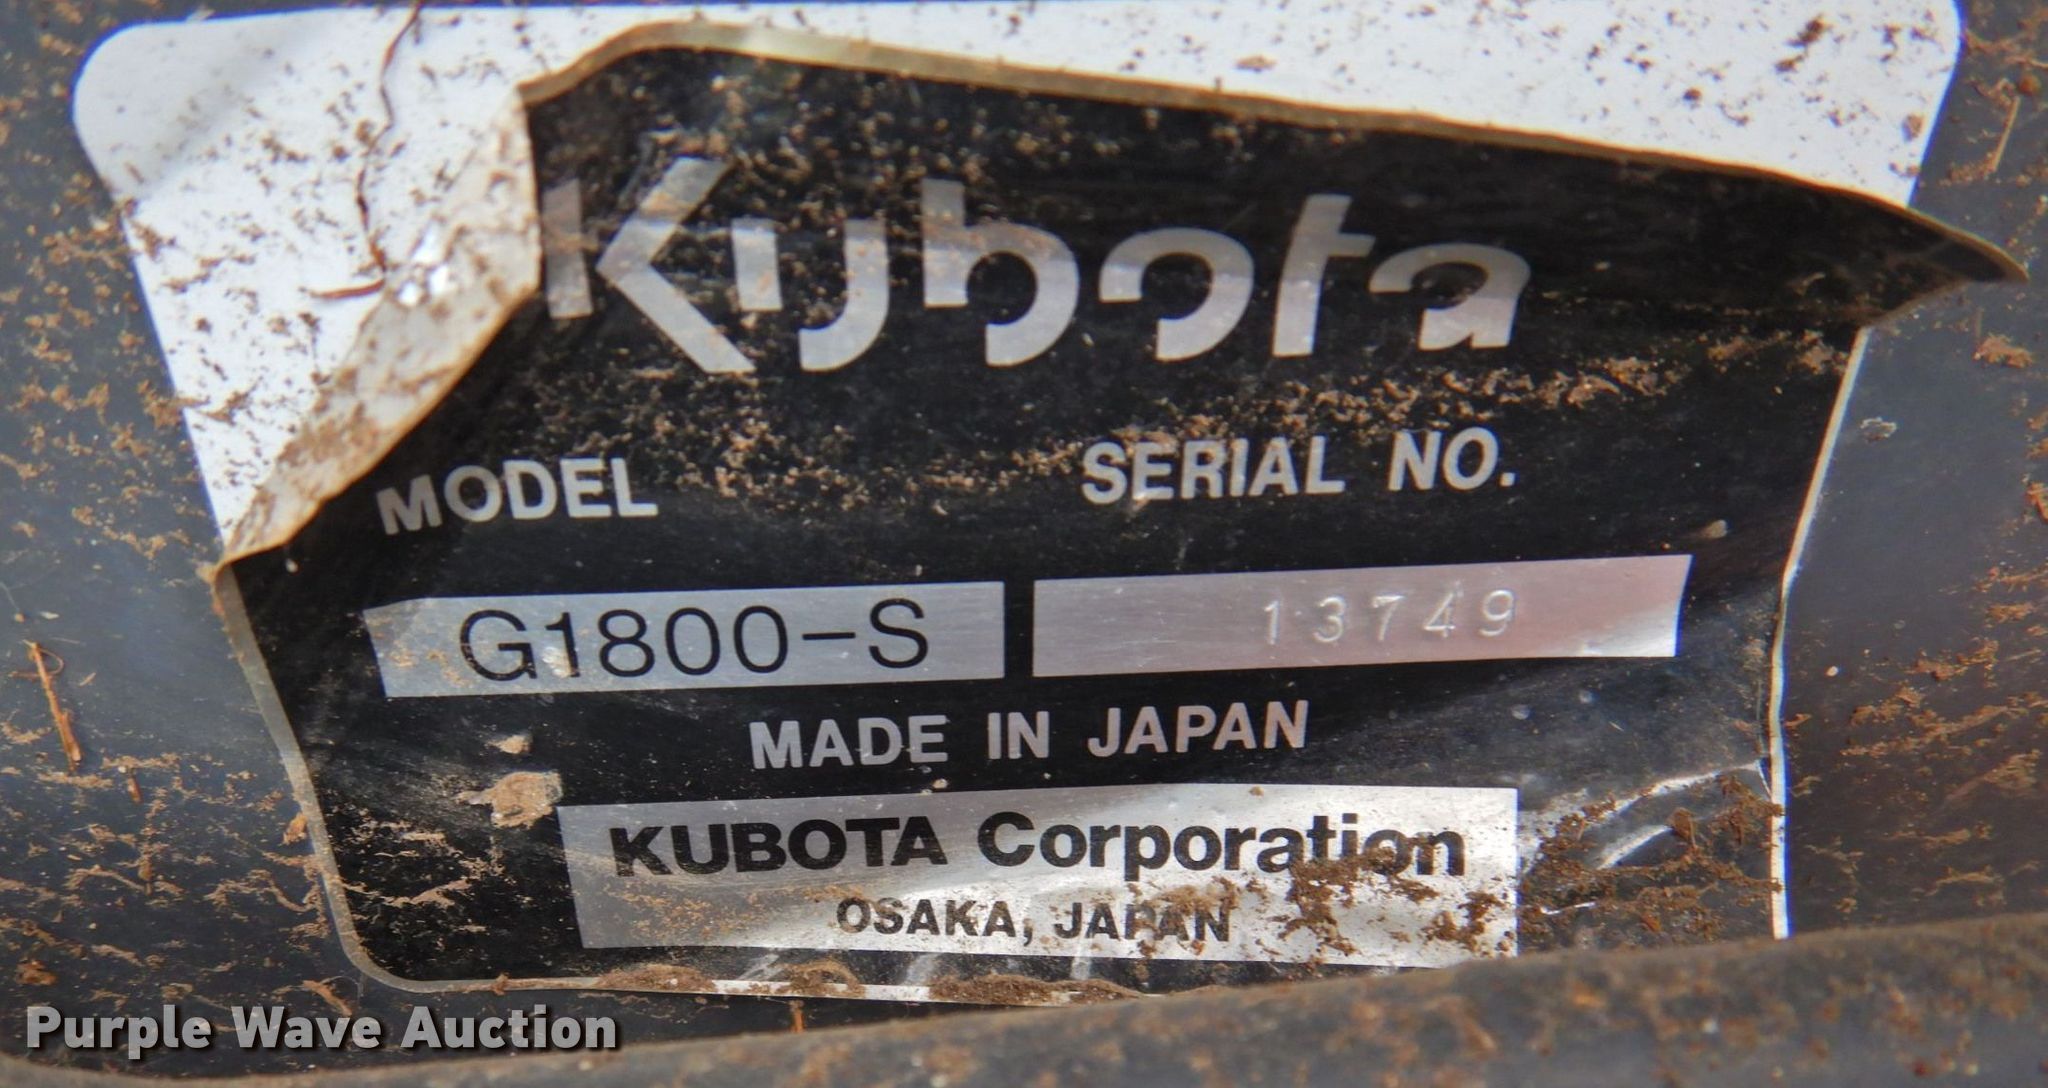 Kubota
MODEL SERIAL NO.
G1800-S 13749
MADE IN JAPAN
KUBOTA Corporation
OSAKA, JAPAN
Purple Wave Auction